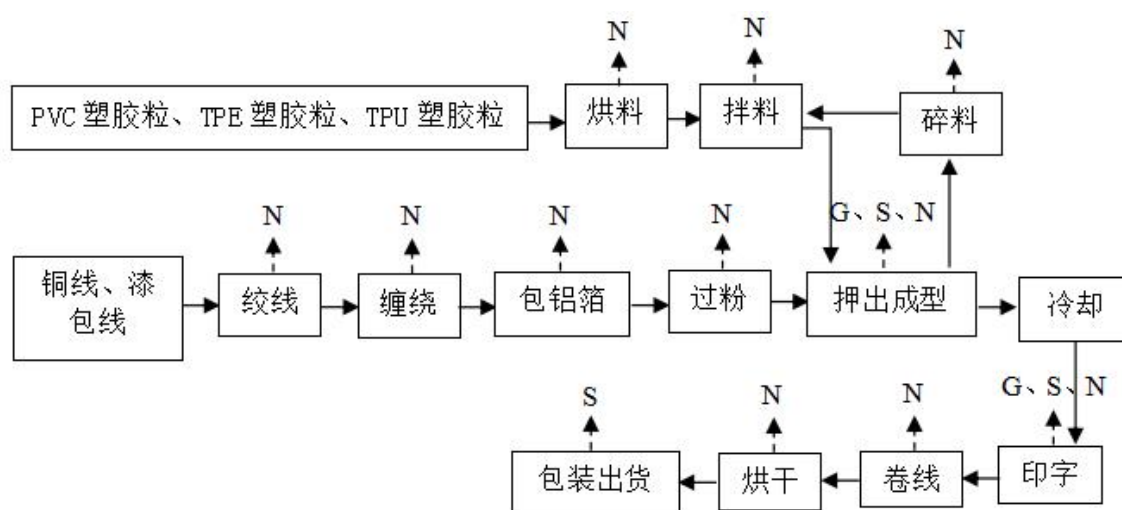 N
N
N
PVC 塑胶粒、TPE 塑胶粒、TPU 塑胶粒
烘料
拌料
碎料
N
N
N
N
G、S、N
铜线、漆
包线
绞线
缠绕
包铝箔
过粉
押出成型
冷却
S
N
N
G、S、N
包装出货
烘干
卷线
印字